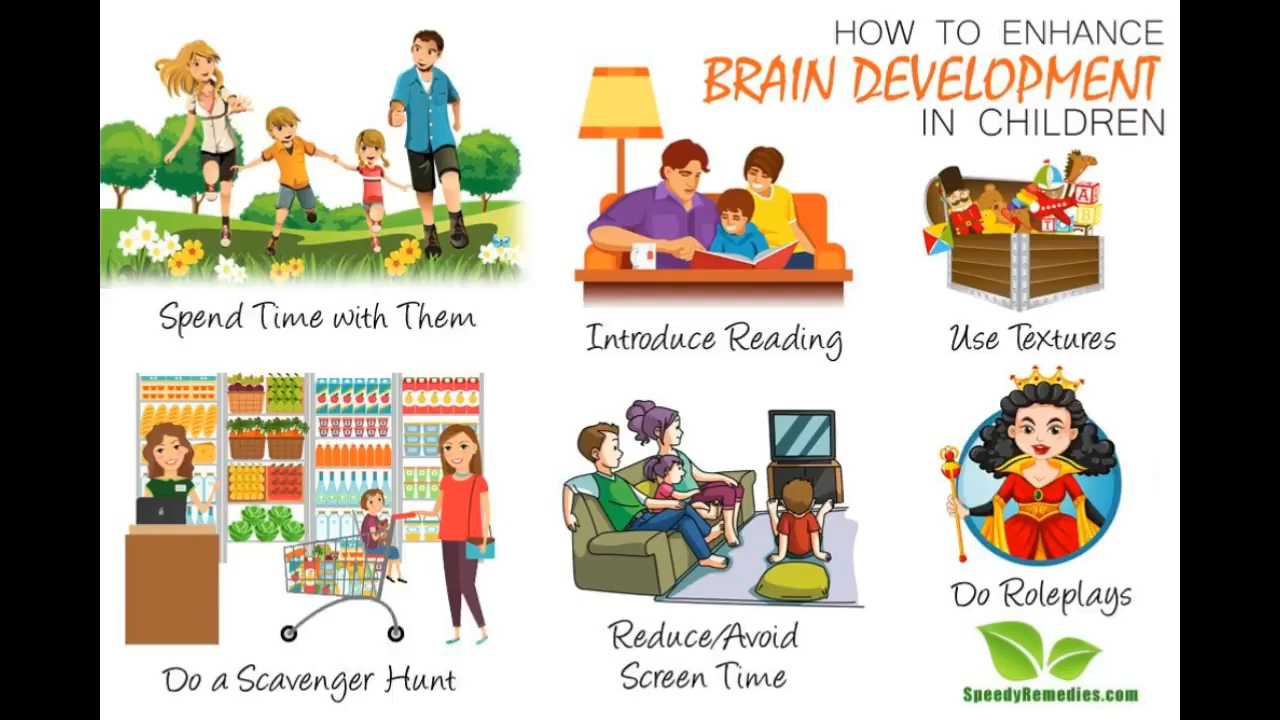 HOW TO ENHANCE
BRAIN DEVELOPMENT
IN CHILDREN
Spend Time with Them
Introduce Reading
A
B
T
Use Textures
Do a Scavenger Hunt
Reduce/Avoid
Screen Time
Do Roleplays
SpeedyRemedies.com